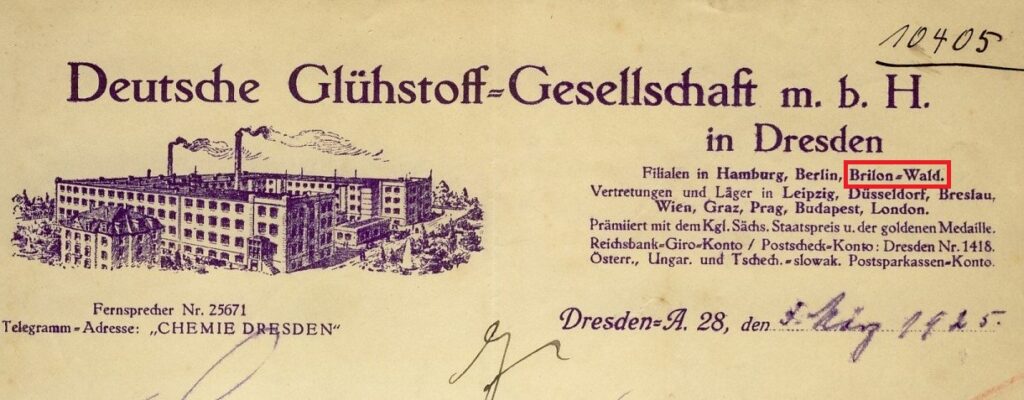 10405
Deutsche Glühstoff=Gesellschaft m. b. H.
in Dresden
Filialen in Hamburg, Berlin, Brilon=Wald.
Vertretungen und Läger in Leipzig, Düsseldorf, Breslau,
Wien, Graz, Prag, Budapest, London.
Prämiiert mit dem Kgl. Sächs. Staatspreis u. der goldenen Medaille.
Reichsbank-Giro-Konto / Postscheck-Konto: Dresden Nr. 1418.
Österr., Ungar. und Tschech.-slowak. Postsparkassen-Konto.
Fernsprecher Nr. 25671
Telegramm-Adresse: „CHEMIE DRESDEN“
Dresden=A. 28, den 3. März 1925.